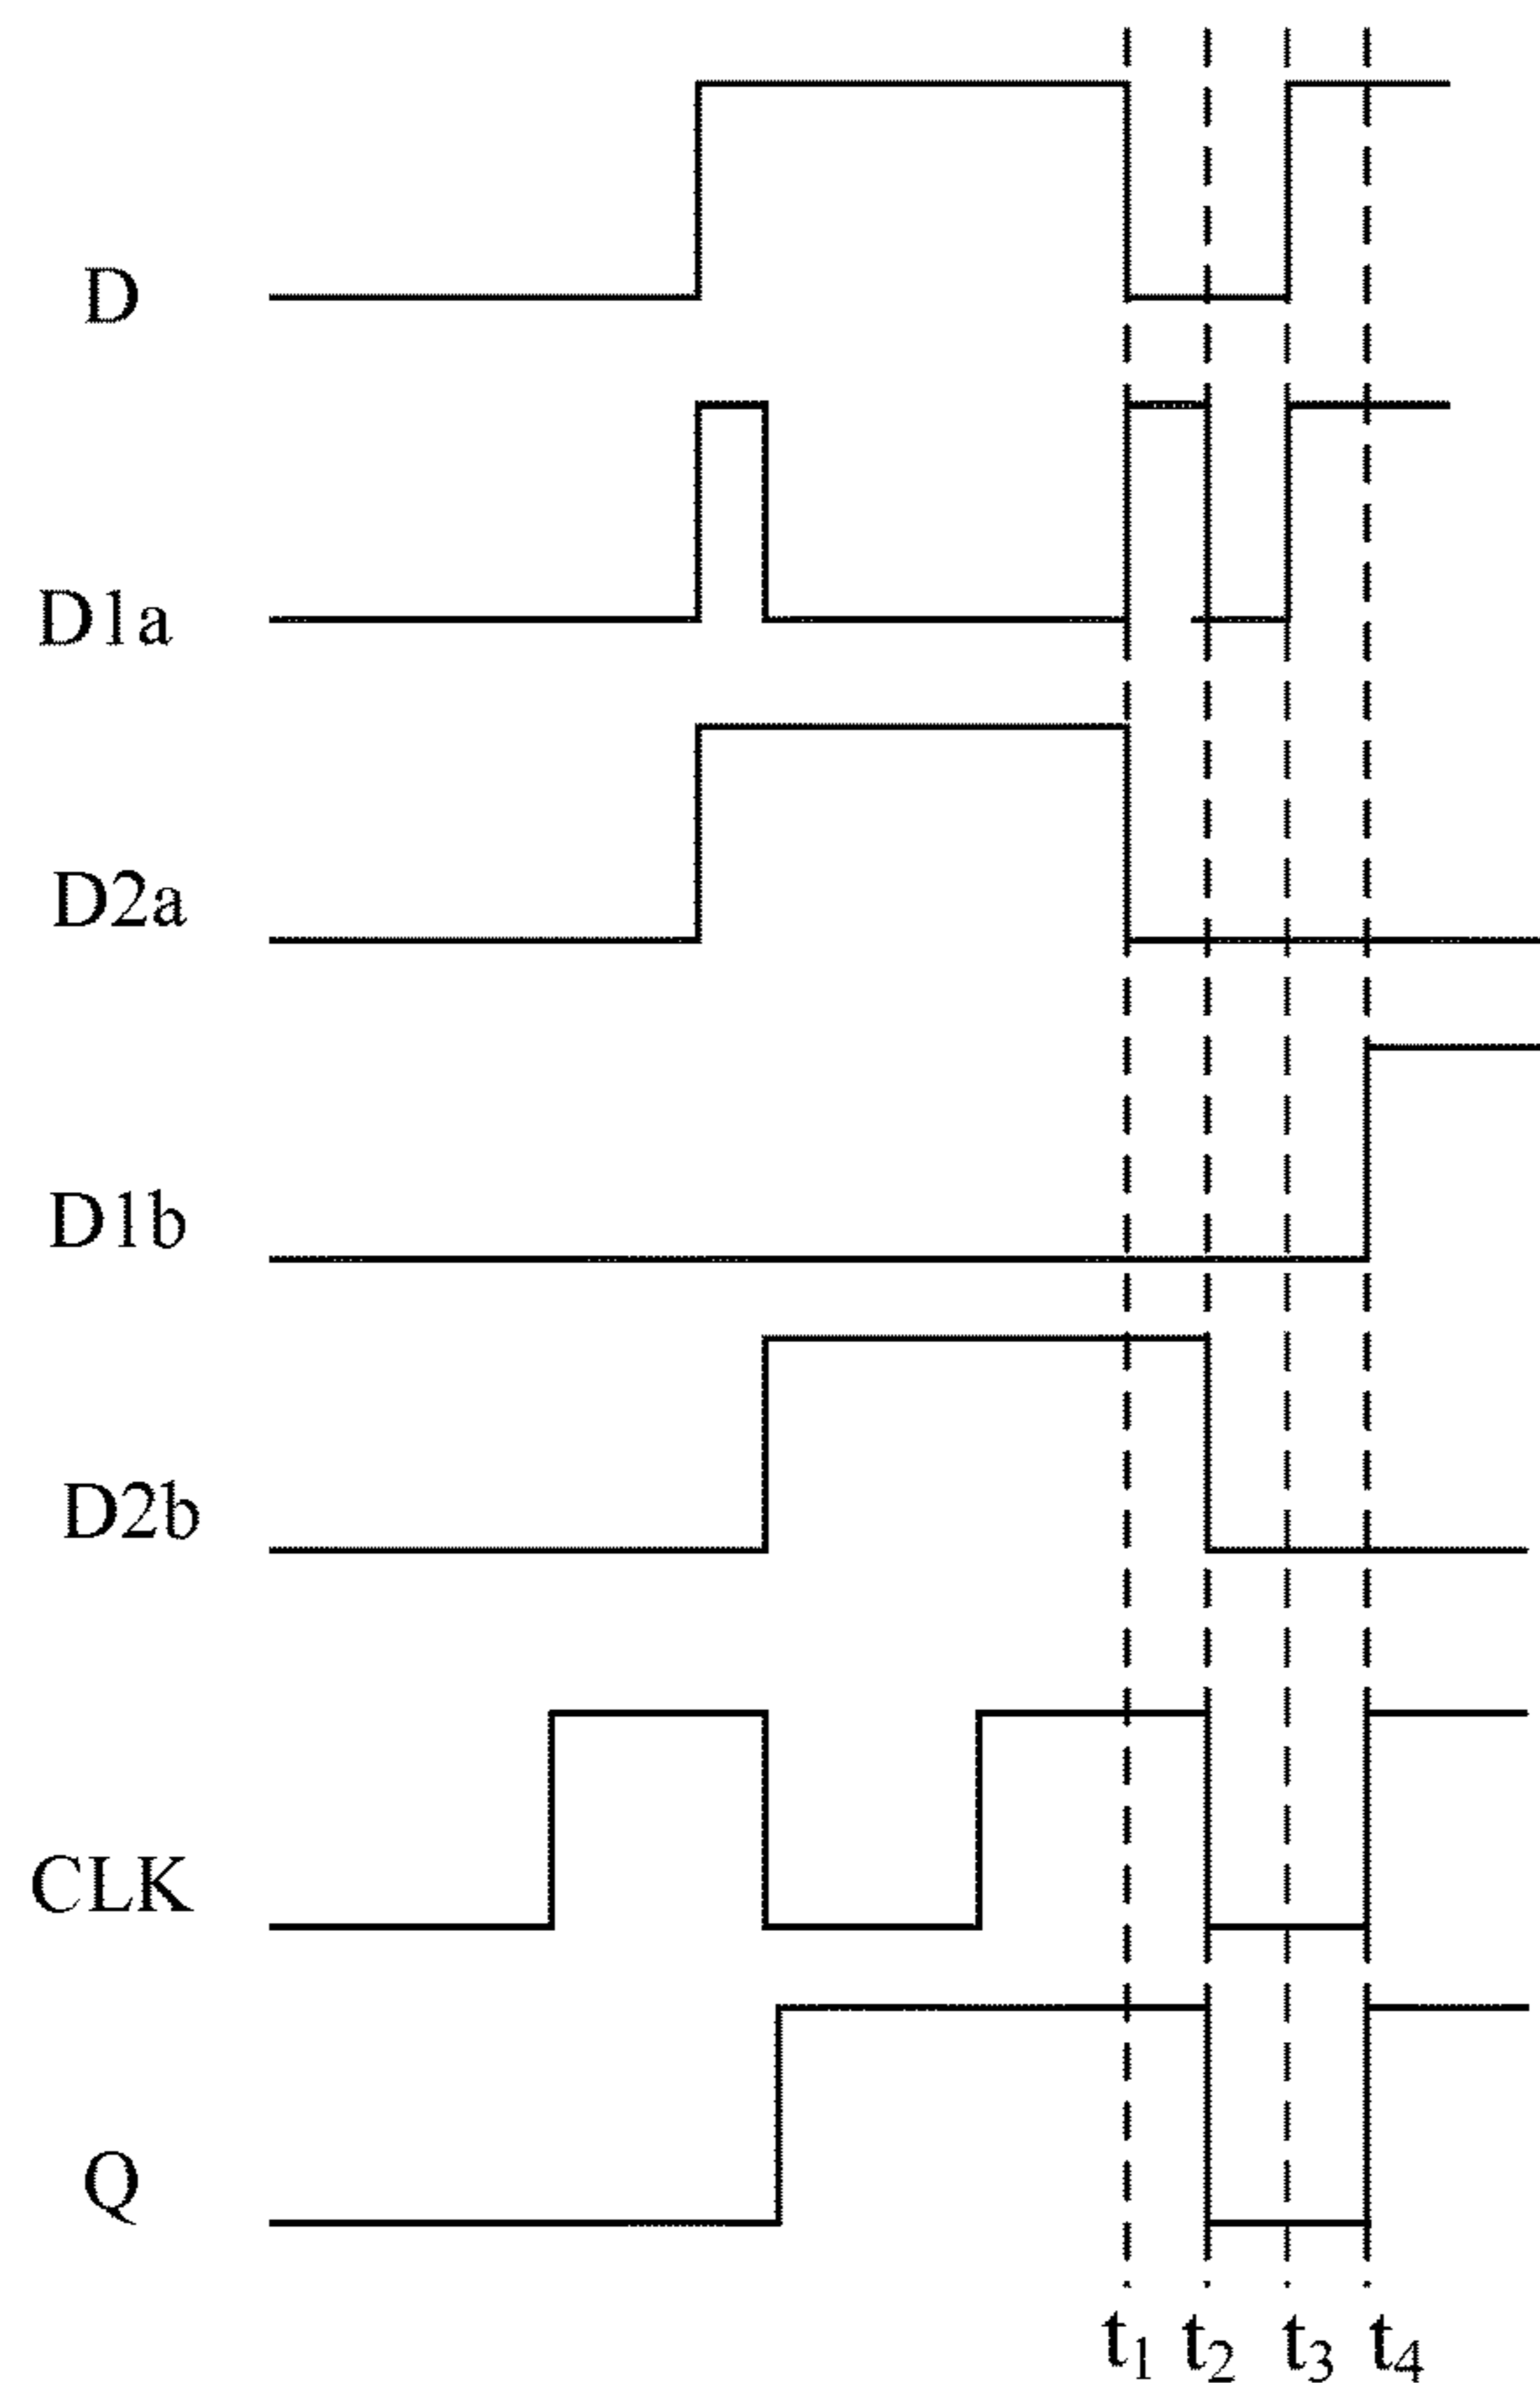 D
D1a
D2a
D1b
D2b
CLK
Q
t₁ t₂ t₃ t₄